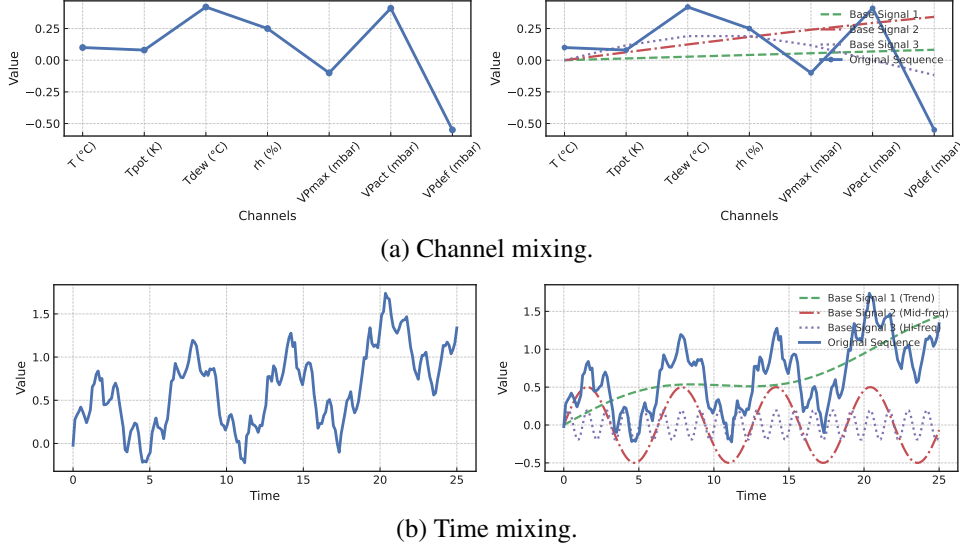 Value
0.25
0.00
−0.25
−0.50
T (°C)
Tpot (K)
Tdew (°C)
rh (%)
VPmax (mbar)
VPact (mbar)
VPdef (mbar)
Channels
Value
0.25
0.00
−0.25
−0.50
Base Signal 1
Base Signal 2
Base Signal 3
Original Sequence
T (°C)
Tpot (K)
Tdew (°C)
rh (%)
VPmax (mbar)
VPact (mbar)
VPdef (mbar)
Channels
(a) Channel mixing.
Value
1.5
1.0
0.5
0.0
0 5 10 15 20 25
Time
Value
1.5
1.0
0.5
0.0
−0.5
Base Signal 1 (Trend)
Base Signal 2 (Mid-freq)
Base Signal 3 (Hi-freq)
Original Sequence
0 5 10 15 20 25
Time
(b) Time mixing.